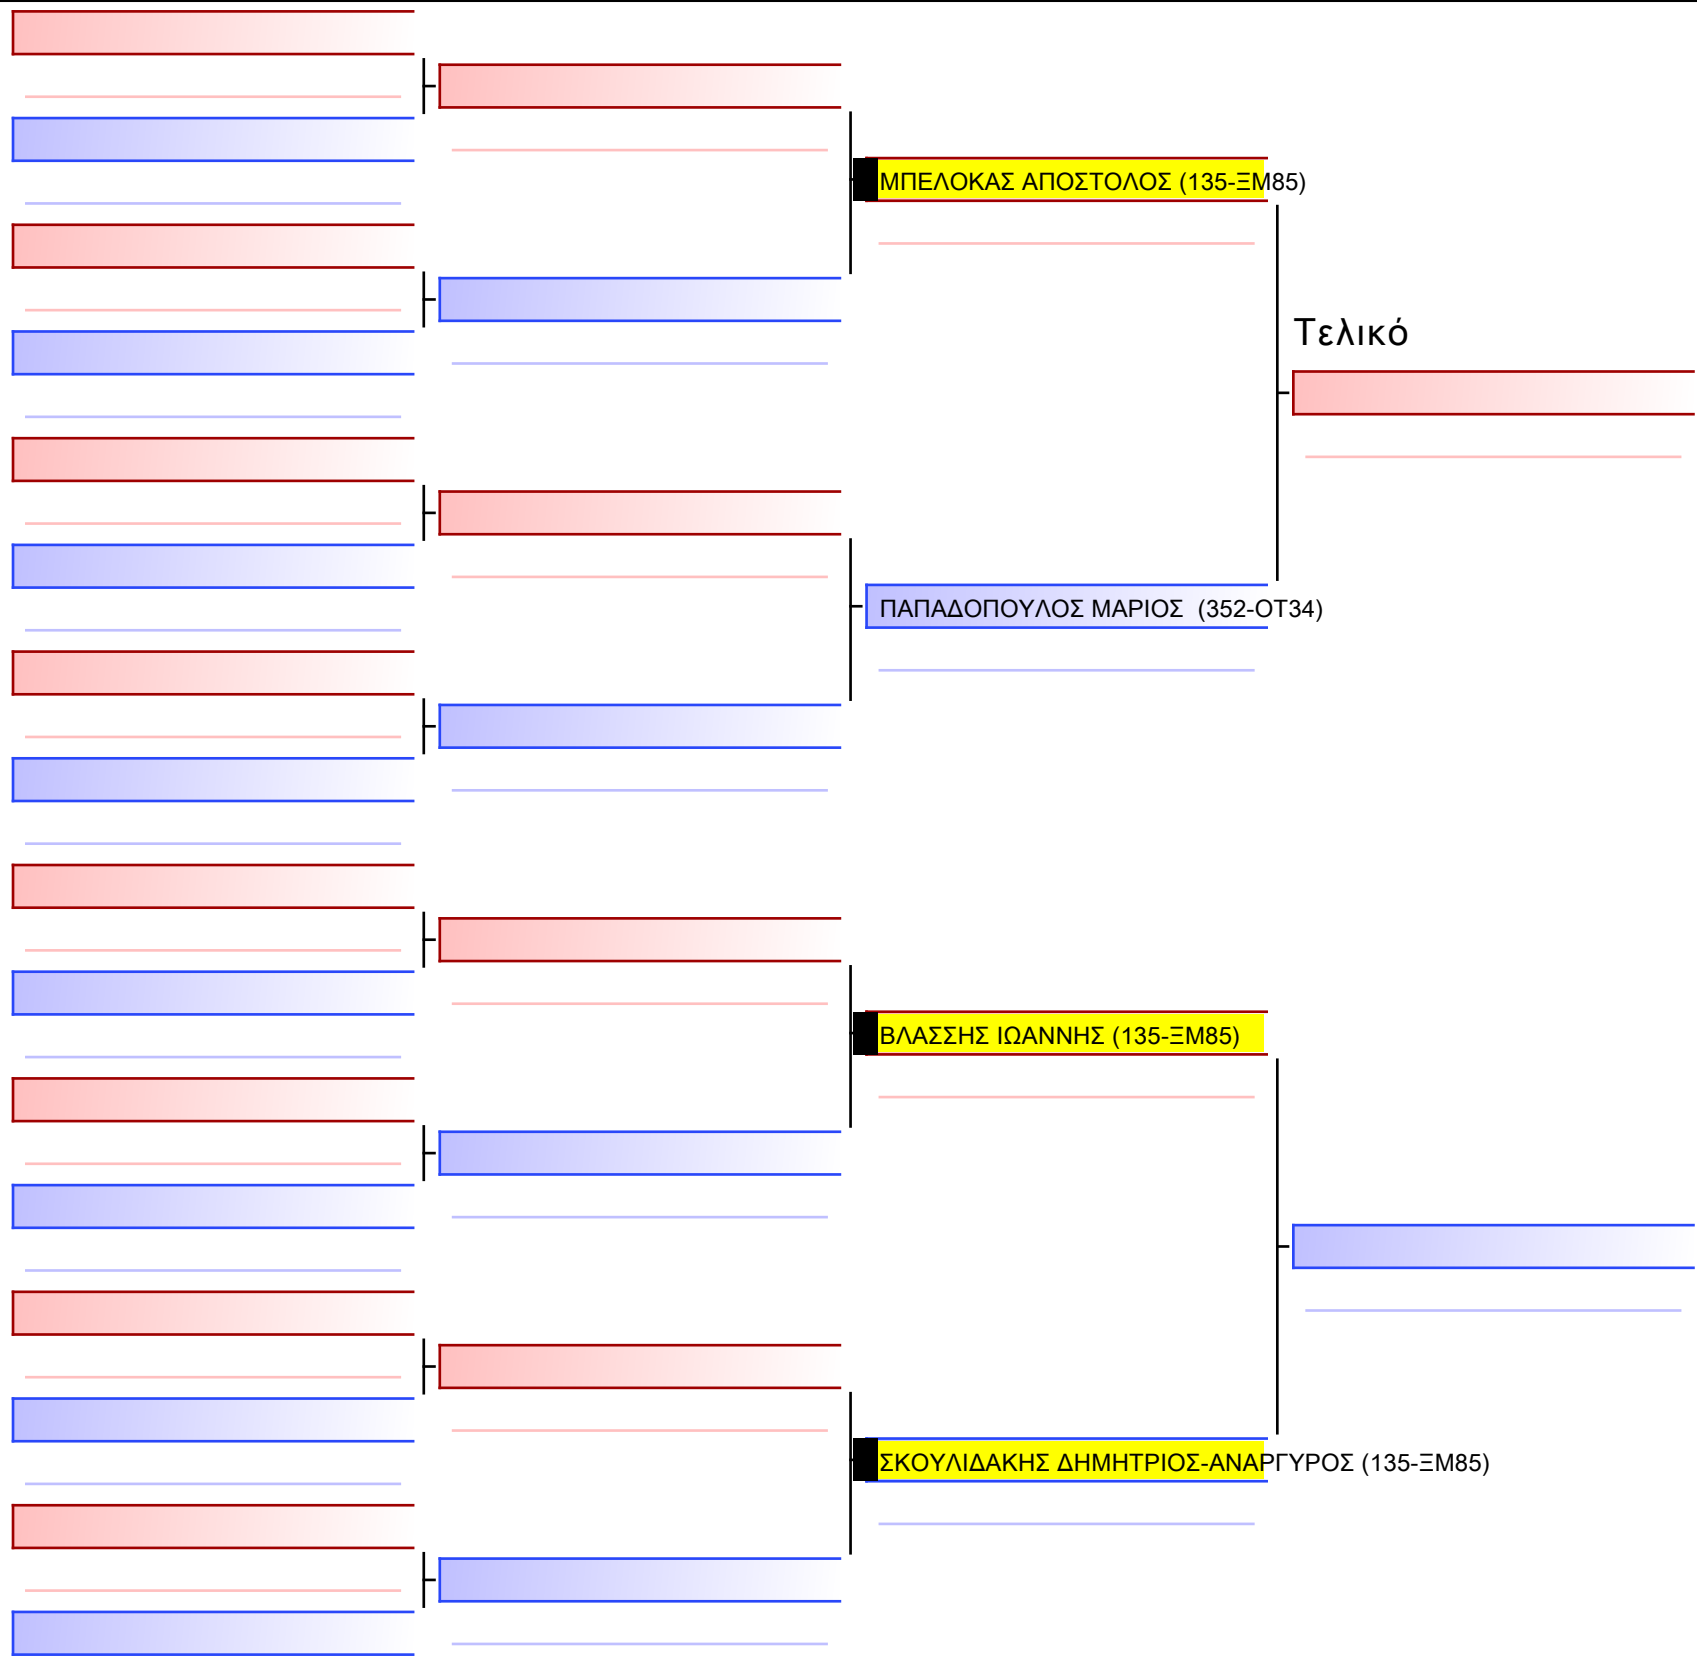 ΜΠΕΛΟΚΑΣ ΑΠΟΣΤΟΛΟΣ (135-ΞΜ85)
Τελικό
ΠΑΠΑΔΟΠΟΥΛΟΣ ΜΑΡΙΟΣ (352-ΟΤ34)
ΒΛΑΣΣΗΣ ΙΩΑΝΝΗΣ (135-ΞΜ85)
ΣΚΟΥΛΙΔΑΚΗΣ ΔΗΜΗΤΡΙΟΣ-ΑΝΑΡΓΥΡΟΣ (135-ΞΜ85)